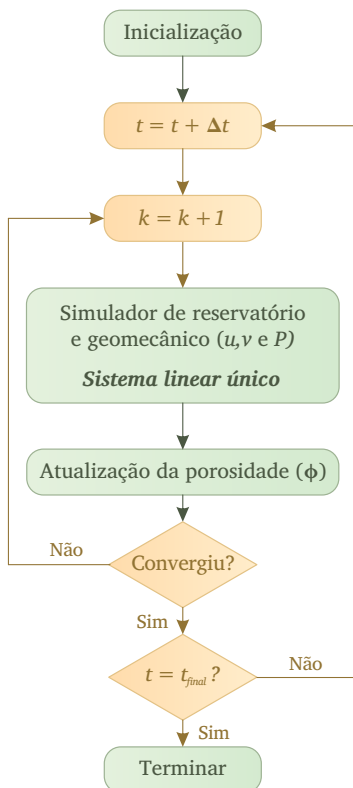 Inicialização
t = t + Δt
k = k + 1
Simulador de reservatório
e geomecânico (u,v e P)
Sistema linear único
Atualização da porosidade (ϕ)
Não
Convergiu?
Sim
t = t_final ?
Não
Sim
Terminar